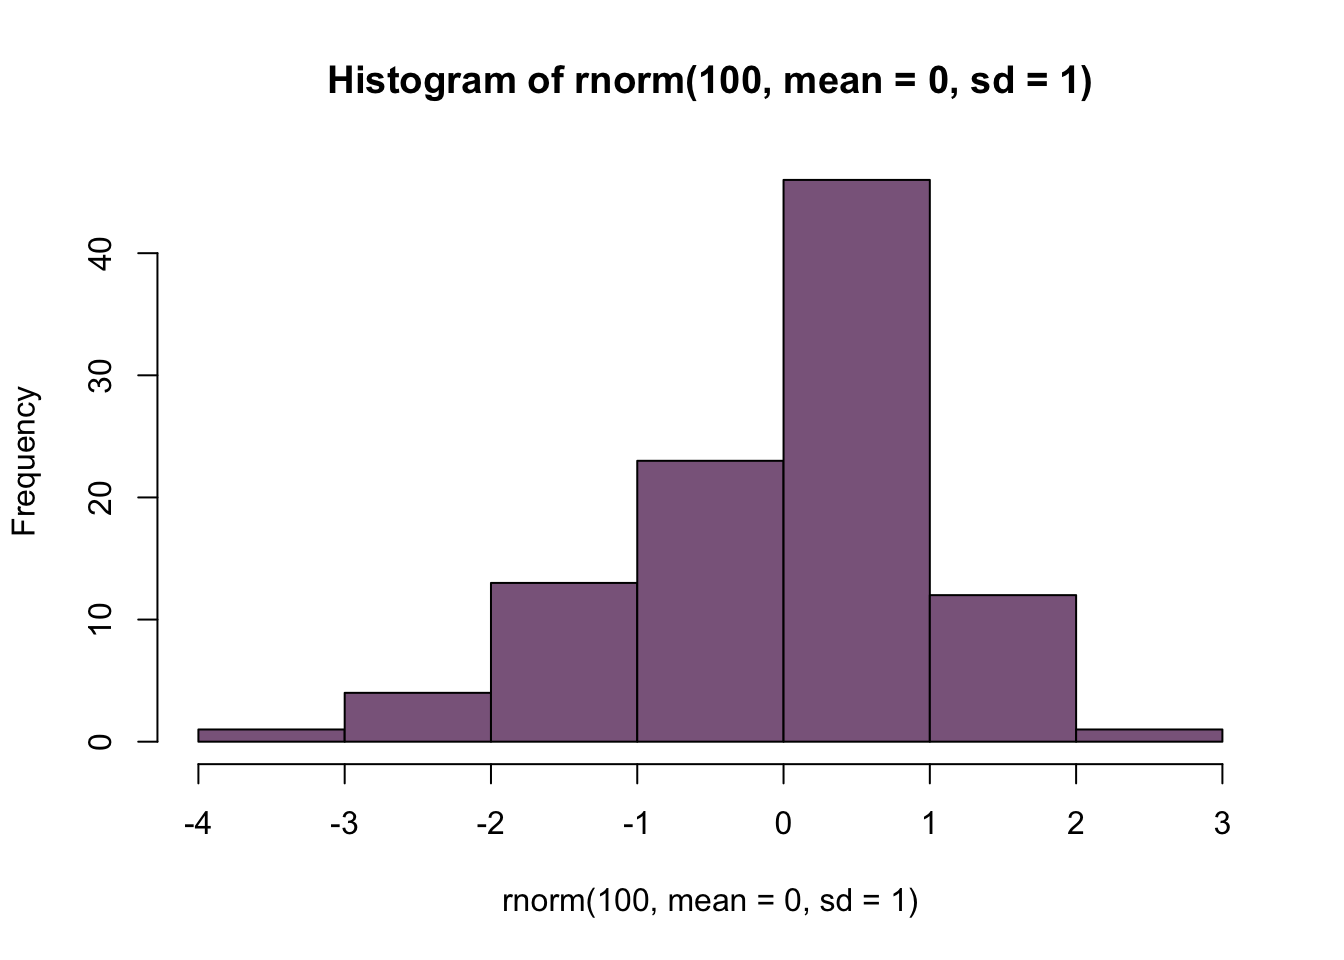 Histogram of rnorm(100, mean = 0, sd = 1)
Frequency
40
30
20
10
0
-4 -3 -2 -1 0 1 2 3
rnorm(100, mean = 0, sd = 1)